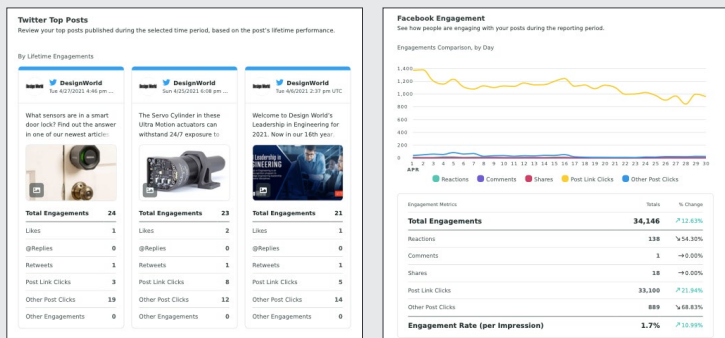 Twitter Top Posts
Review your top posts published during the selected time period, based on the post's lifetime performance.
By Lifetime Engagements
DesignWorld
Tue 4/27/2021 4:46 pm ...
What sensors are in a smart
door lock? Find out the answer
in one of our newest articles
Total Engagements 24
Likes 1
@Replies 0
Retweets 1
Post Link Clicks 3
Other Post Clicks 19
Other Engagements 0
DesignWorld
Sun 4/25/2021 6:08 pm ...
The Servo Cylinder in these
Ultra Motion actuators can
withstand 24/7 exposure to
Total Engagements 23
Likes 2
@Replies 0
Retweets 1
Post Link Clicks 8
Other Post Clicks 12
Other Engagements 0
DesignWorld
Tue 4/6/2021 2:37 pm UTC
Welcome to Design World's
Leadership in Engineering for
2021. Now in our 16th year,
Leadership in
Total Engagements 21
Likes 1
@Replies 0
Retweets 1
Post Link Clicks 5
Other Post Clicks 14
Other Engagements 0
Facebook Engagement
See how people are engaging with your posts during the reporting period.
Engagements Comparison, by Day
1,400
1,200
1,000
800
600
400
200
0
1 2 3 4 5 6 7 8 9 10 11 12 13 14 15 16 17 18 19 20 21 22 23 24 25 26 27 28 29 30
APR
Reactions Comments Shares Post Link Clicks Other Post Clicks
Engagement Metrics Totals % Change
Total Engagements 34,146 ↗12.63%
Reactions 138 ↘54.30%
Comments 1 →0.00%
Shares 18 →0.00%
Post Link Clicks 33,100 ↗21.94%
Other Post Clicks 889 ↘68.83%
Engagement Rate (per Impression) 1.7% ↗16.99%